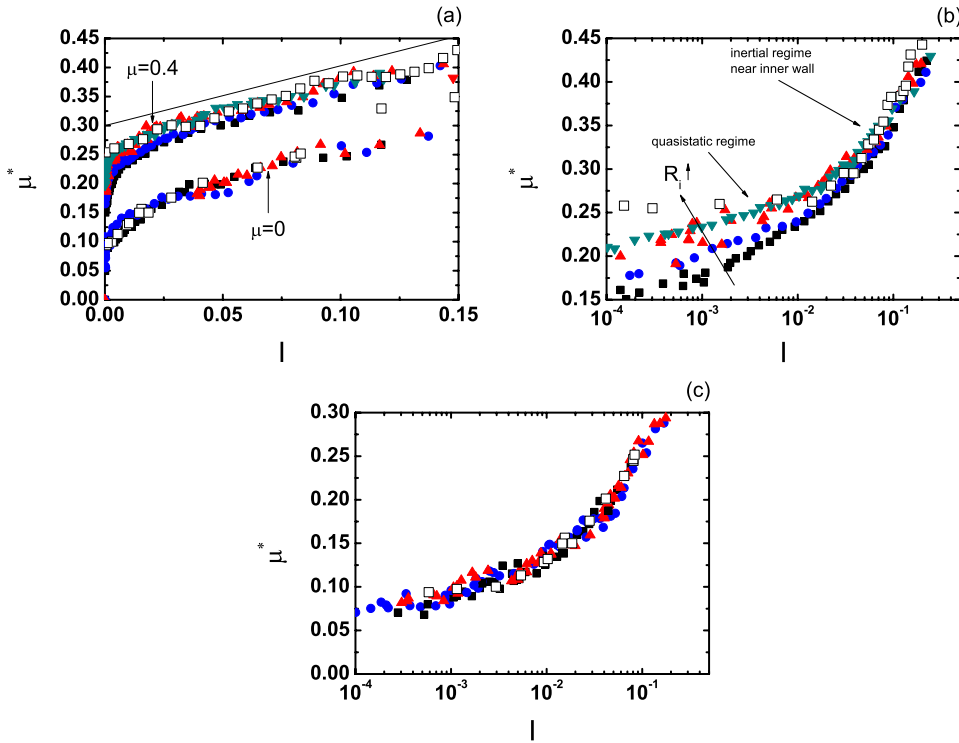 (a)
0.45
0.40
0.35
0.30
0.25
0.20
0.15
0.10
0.05
0.00
μ*
μ=0.4
μ=0
0.00 0.05 0.10 0.15
I
(b)
0.45
0.40
0.35
0.30
0.25
0.20
0.15
μ*
inertial regime
near inner wall
quasistatic regime
R_i ↑
10^-4 10^-3 10^-2 10^-1 10^0
I
(c)
0.30
0.25
0.20
0.15
0.10
0.05
0.00
μ*
10^-4 10^-3 10^-2 10^-1
I